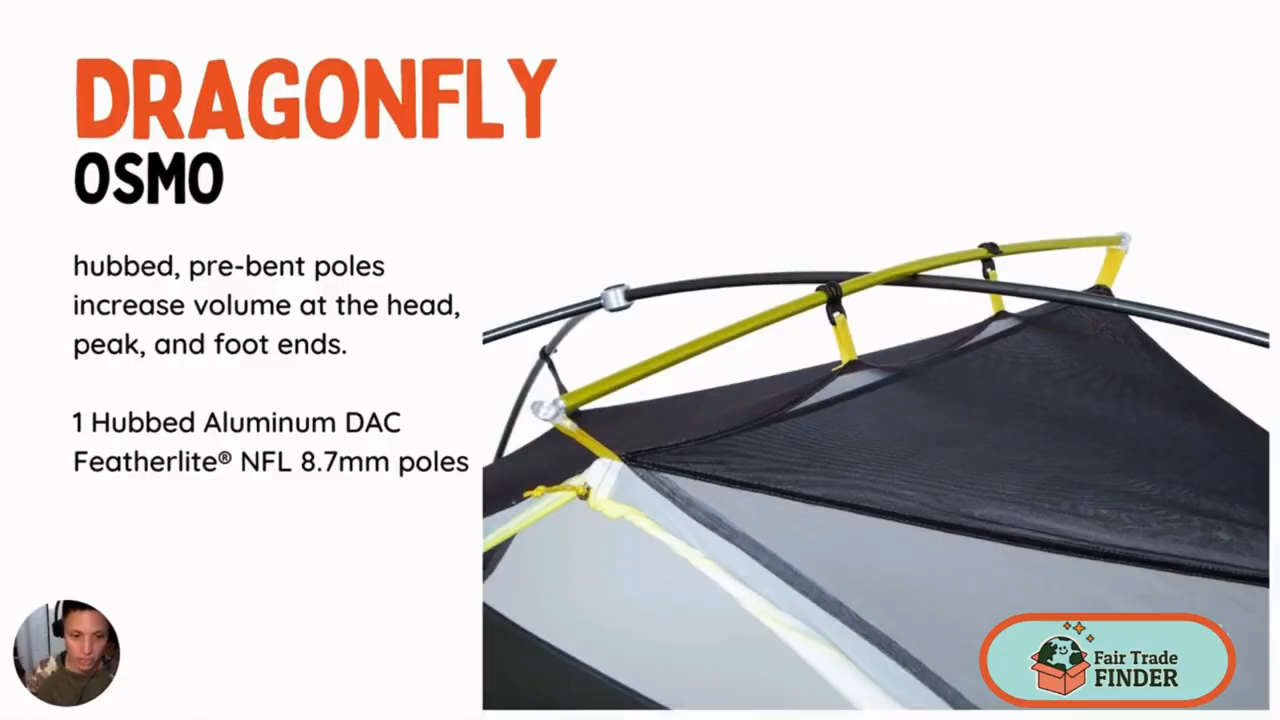 DRAGONFLY
OSMO
hubbed, pre-bent poles
increase volume at the head,
peak, and foot ends.
1 Hubbed Aluminum DAC
Featherlite® NFL 8.7mm poles
Fair Trade
FINDER